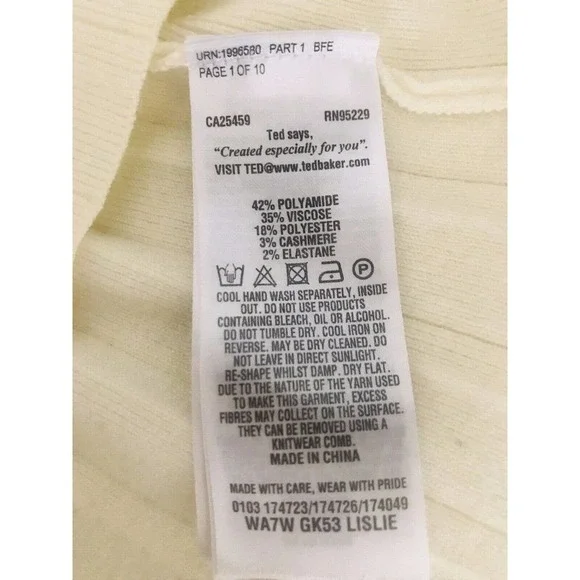 URN:1996580 PART 1 BFE
PAGE 1 OF 10
CA25459 RN95229
Ted says,
"Created especially for you".
VISIT TED@www.tedbaker.com
42% POLYAMIDE
35% VISCOSE
18% POLYESTER
3% CASHMERE
2% ELASTANE
P
COOL HAND WASH SEPARATELY, INSIDE
OUT. DO NOT USE PRODUCTS
CONTAINING BLEACH, OIL OR ALCOHOL.
DO NOT TUMBLE DRY. COOL IRON ON
REVERSE. MAY BE DRY CLEANED. DO
NOT LEAVE IN DIRECT SUNLIGHT.
RE-SHAPE WHILST DAMP. DRY FLAT.
DUE TO THE NATURE OF THE YARN USED
TO MAKE THIS GARMENT, EXCESS
FIBRES MAY COLLECT ON THE SURFACE.
THEY CAN BE REMOVED USING A
KNITWEAR COMB.
MADE IN CHINA
MADE WITH CARE, WEAR WITH PRIDE
0103 174723/174726/174049
WA7W GK53 LISLIE